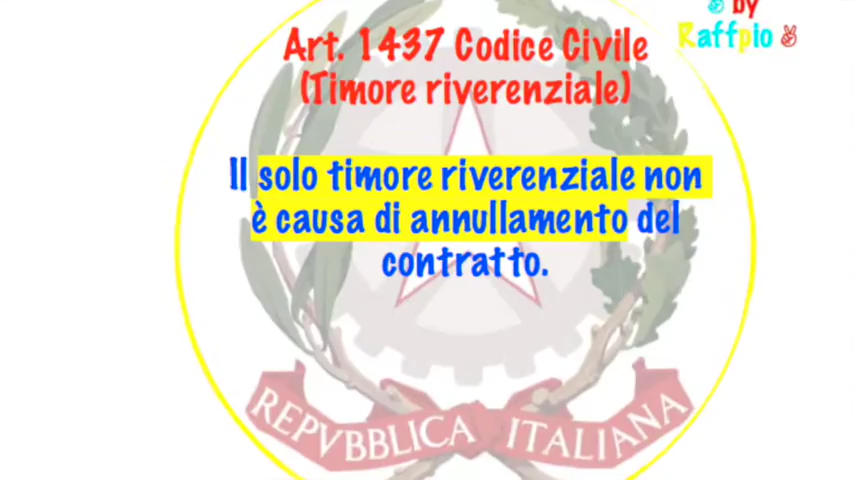 by
Raffpio
Art. 1437 Codice Civile
(Timore riverenziale)
Il solo timore riverenziale non
è causa di annullamento del
contratto.
REPVBBLICA ITALIANA